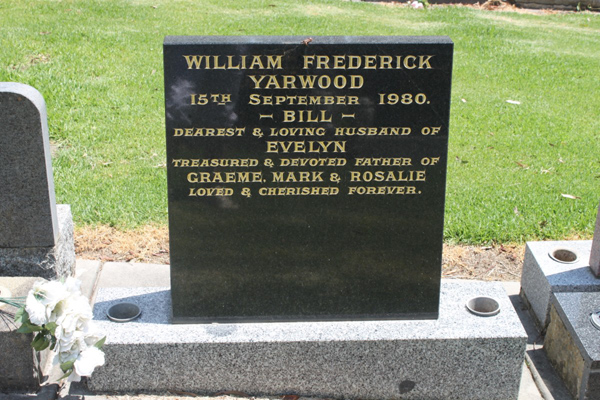 WILLIAM FREDERICK
YARWOOD
15TH SEPTEMBER 1980.
- BILL -
DEAREST & LOVING HUSBAND OF
EVELYN
TREASURED & DEVOTED FATHER OF
GRAEME, MARK & ROSALIE
LOVED & CHERISHED FOREVER.